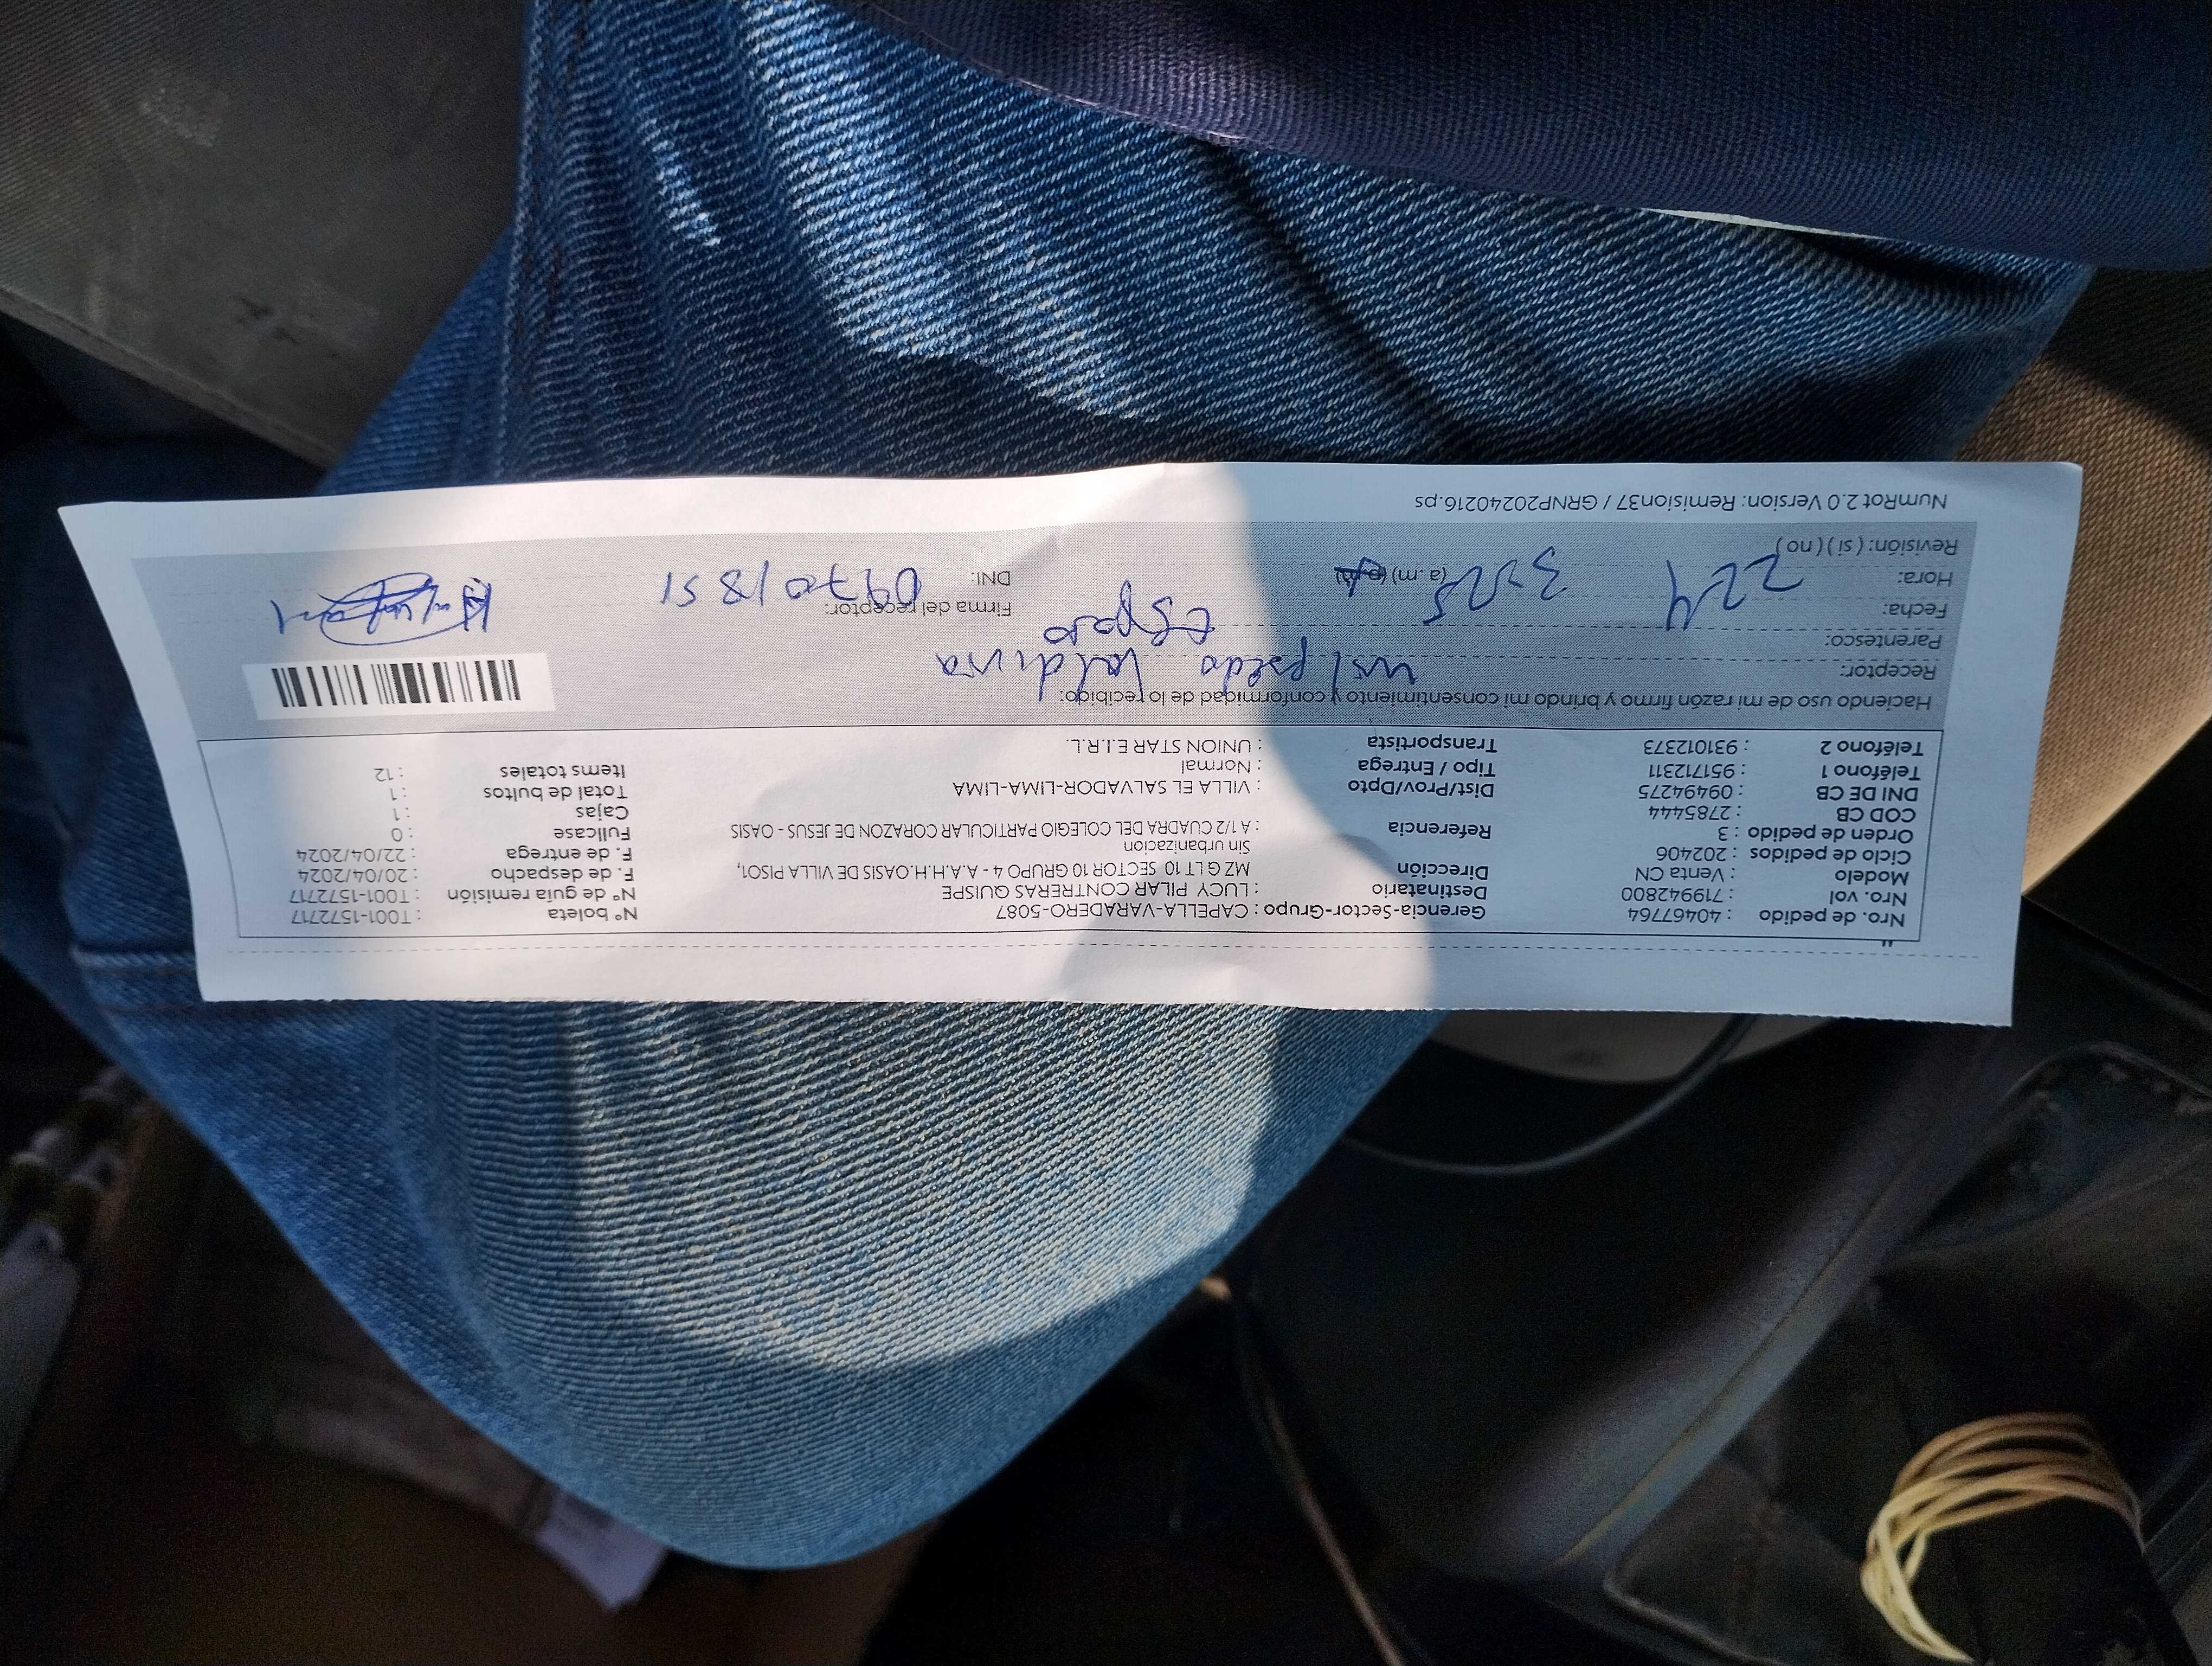 Nro. de pedido : 40467764 Gerencia-Sector-Grupo : CAPELLA-VARADERO-5087 Nº boleta : T001-1572717
Nro. vol : 719942800 Destinatario : LUCY PILAR CONTRERAS QUISPE Nº de guía remisión : T001-1572717
Modelo : Venta CN Dirección MZ G LT 10 SECTOR 10 GRUPO 4 - A.A.H.H.OASIS DE VILLA PISO1, F. de despacho : 20/04/2024
Ciclo de pedidos : 202406 Sin urbanizacion F. de entrega : 22/04/2024
Orden de pedido : 3 Referencia : A 1/2 CUADRA DEL COLEGIO PARTICULAR CORAZON DE JESUS - OASIS Fullcase : 0
COD CB : 2785444 Cajas : 1
DNI DE CB : 09494275 Dist/Prov/Dpto : VILLA EL SALVADOR-LIMA-LIMA Total de bultos : 1
Teléfono 1 : 951712311 Tipo / Entrega : Normal Items totales : 12
Teléfono 2 : 931012373 Transportista : UNION STAR E.I.R.L.
Haciendo uso de mi razón firmo y brindo mi consentimiento y conformidad de lo recibido:
Receptor: Valdivia
Parentesco: esposo
Fecha: 22 4 Firma del receptor:
Hora: (a. m) (p.m) DNI: 09701851
Revisión: ( si ) ( no )
NumRot 2.0 Version: Remision37 / GRNP20240216.ps